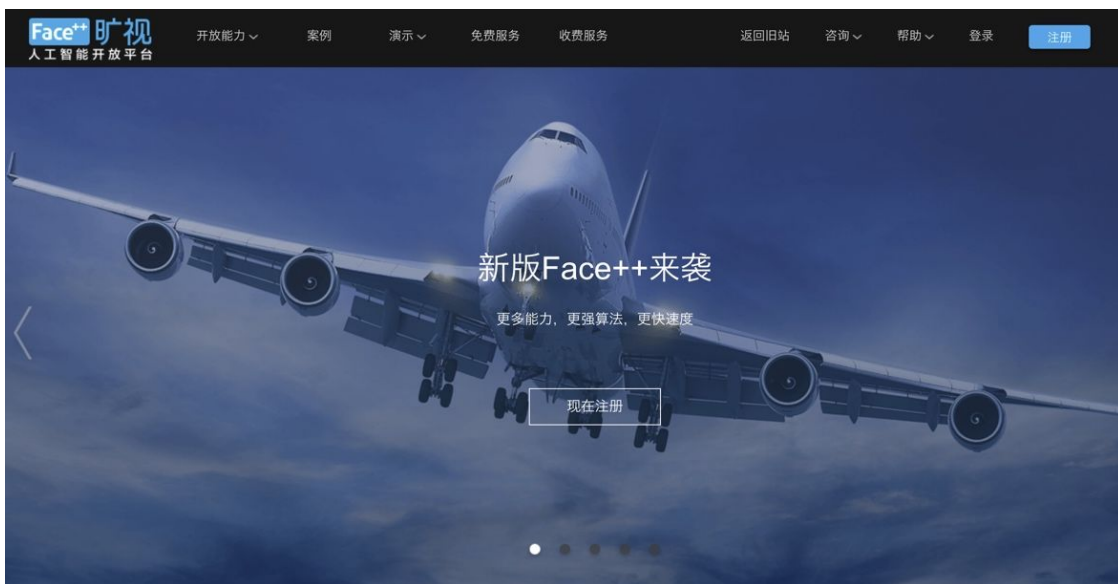 Face++ 旷视
人工智能开放平台
开放能力 案例 演示 免费服务 收费服务 返回旧站 咨询 帮助 登录 注册
新版Face++来袭
更多能力，更强算法，更快速度
现在注册